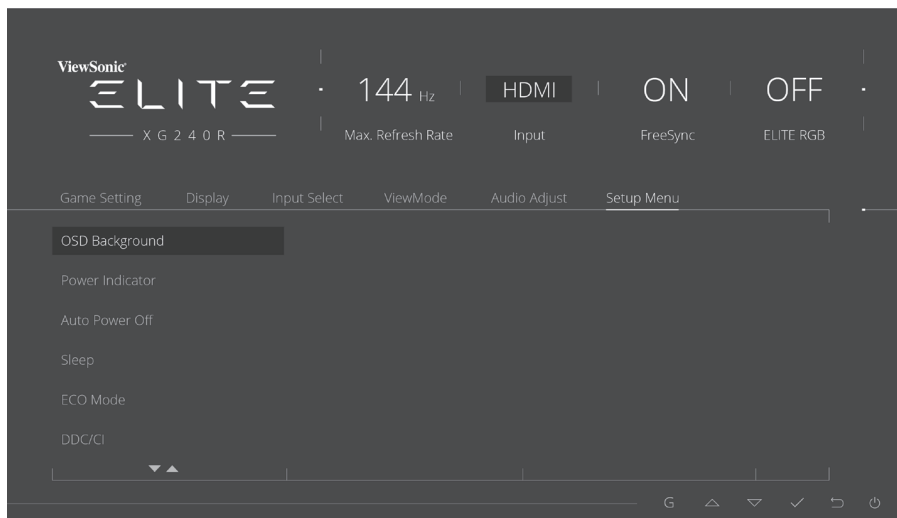 ViewSonic
ELITE
XG240R
144 Hz HDMI ON OFF
Max. Refresh Rate Input FreeSync ELITE RGB
Game Setting Display Input Select ViewMode Audio Adjust Setup Menu
OSD Background
Power Indicator
Auto Power Off
Sleep
ECO Mode
DDC/CI
G